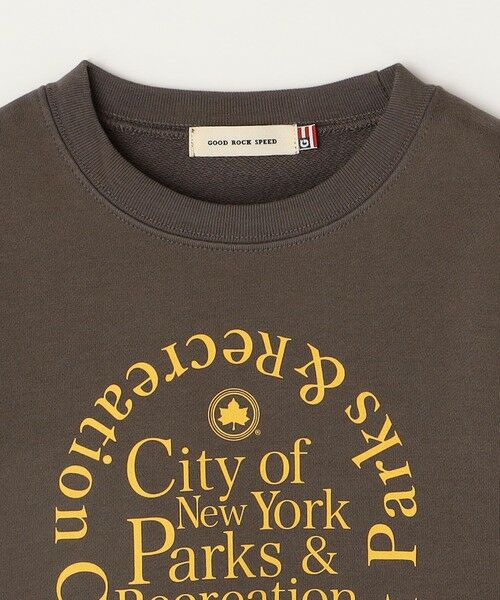 GOOD ROCK SPEED
G
Parks & Recreation
®
City of
New York
Parks &
Recreation